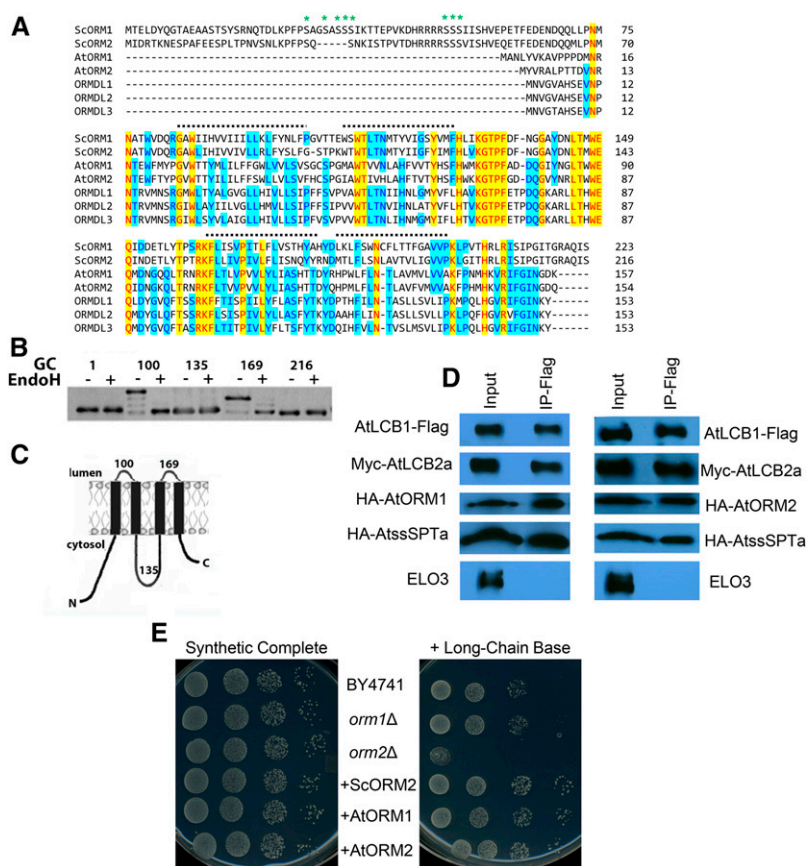 A
* * *** ***
ScORM1 MTELDYQGTAEAASTSYSRNQTDLKPFPSAGSASSSIKTTEPVKDHRRRRSSSIISHVEPETFEDENDQQLLPNM 75
ScORM2 MIDRTKNESPAFEESPLTPNVSNLKPFPSQ-----SNKISTPVTDHRRRRSSSVISHVEQETFEDENDQQMLPNM 70
AtORM1 -----------------------------------------------------------MANLYVKAVPPPDMNR 16
AtORM2 --------------------------------------------------------------MYVRALPTTDVNR 13
ORMDL1 ---------------------------------------------------------------MNVGVAHSEVNP 12
ORMDL2 ---------------------------------------------------------------MNVGVAHSEVNP 12
ORMDL3 ---------------------------------------------------------------MNVGTAHSEVNP 12
ScORM1 NATWVDQRGAWIIHVVIIILLKLFYNLFPGVTTEWSWTLTNMTYVIGSYVMFHLIKGTPFDF-NGGAYDNLTMWE 149
ScORM2 NATWVDQRGAWLIHIVVIVLLRLFYSLFG-STPKWTWTLTNMTYIIGFYIMFHLVKGTPFDF-NGGAYDNLTMWE 143
AtORM1 NTEWFMYPGVWTTYMLILFFGWLVVLSVSGCSPGMAWTVVNLAHFVVTYHSFHWMKGTPFAD-DQGIYNGLTWWE 90
AtORM2 NTEWFTYPGVWTTYILILFFSWLLVLSVFHCSPGIAWTIVHLAHFTVTYHSFHWKKGTPFGD-DQGVYNRLTWWE 87
ORMDL1 NTRVMNSRGMWLTYALGVGLLHIVLLSIPFFSVPVAWTLTNIIHNLGMYVFLHAVKGTPFETPDQGKARLLTHWE 87
ORMDL2 NTRVMNSRGIWLAYIILVGLLHMVLLSIPFFSIPVVWTLTNVIHNLATYVFLHTVKGTPFETPDQGKARLLTHWE 87
ORMDL3 NTRVMNSRGIWLSYVLAIGLLHIVLLSIPFVSVPVVWTLTNLIHNMGMYIFLHTVKGTPFETPDQGKARLLTHWE 87
ScORM1 QIDDETLYTPSRKFLISVPITLFLVSTHYAHYDLKLFSWNCFLTTFGAVVPKLPVTHRLRISIPGITGRAQIS 223
ScORM2 QINDETLYTPTRKFLLIVPIVLFLISNQYYRNDMTLFLSNLAVTVLIGVVPKLGITHRLRISIPGITGRAQIS 216
AtORM1 QMDNGQQLTRNRKFLTLVPVVLYLIASHTTDYRHPWLFLN-TLAVMVLVVAKFPNMHKVRIFGINGDK----- 157
AtORM2 QIDNGKQLTRNRKFLTVVPVVLYLIASHTTDYQHPMLFLN-TLAVFVMVVAKFPHMHKVRIFGINGDQ----- 154
ORMDL1 QLDYGVQFTSSRKFFTISPIILYFLASFYTKYDPTHFILN-TASLLSVLIPKMPQLHGVRIFGINKY------ 153
ORMDL2 QMDYGLQFTSSRKFLSISPIVLYLLASFYTKYDAAHFLIN-TASLLSVLLPKLPQFHGVRVFGINKY------ 153
ORMDL3 QMDYGVQFTASRKFLTITPIVLYFLTSFYTKYDQIHFVLN-TVSLMSVLIPKLPQLHGVRIFGINKY------ 153
B
GC 1 100 135 169 216
EndoH - + - + - + - + - +
C
lumen 100 169
cytosol
135
N
C
D
Input IP-Flag Input IP-Flag
AtLCB1-Flag AtLCB1-Flag
Myc-AtLCB2a Myc-AtLCB2a
HA-AtORM1 HA-AtORM2
HA-AtssSPTa HA-AtssSPTa
ELO3 ELO3
E
Synthetic Complete + Long-Chain Base
BY4741
orm1Δ
orm2Δ
+ScORM2
+AtORM1
+AtORM2